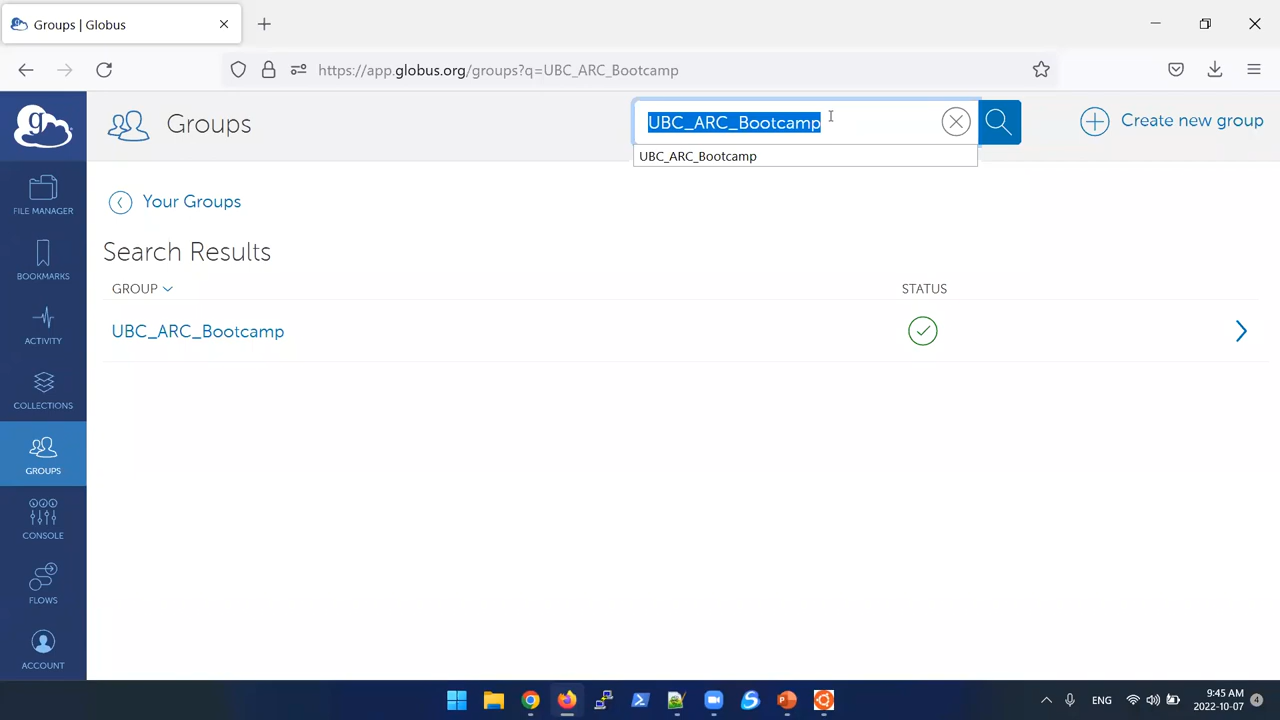 Groups | Globus
https://app.globus.org/groups?q=UBC_ARC_Bootcamp
g
Groups
UBC_ARC_Bootcamp
Create new group
UBC_ARC_Bootcamp
FILE MANAGER
Your Groups
BOOKMARKS
Search Results
GROUP
STATUS
ACTIVITY
UBC_ARC_Bootcamp
COLLECTIONS
GROUPS
CONSOLE
FLOWS
ACCOUNT
ENG
9:45 AM
2022-10-07
4